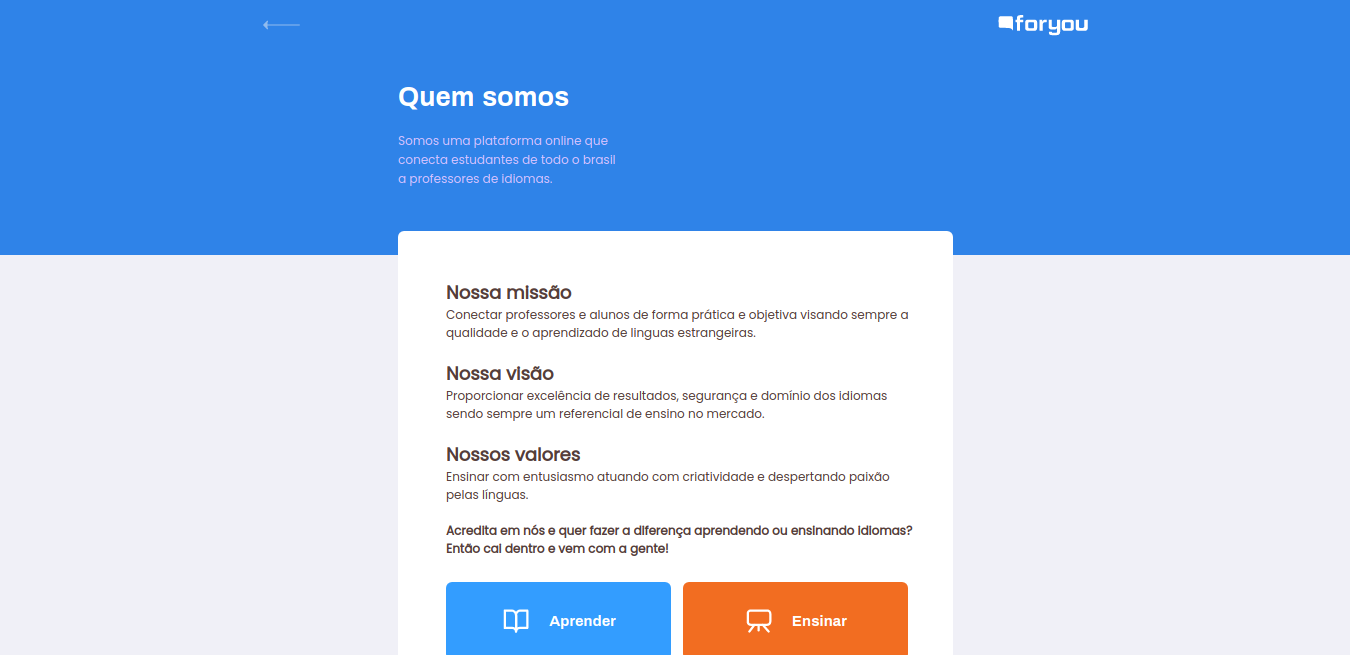 foryou
Quem somos
Somos uma plataforma online que
conecta estudantes de todo o brasil
a professores de idiomas.
Nossa missão
Conectar professores e alunos de forma prática e objetiva visando sempre a
qualidade e o aprendizado de línguas estrangeiras.
Nossa visão
Proporcionar excelência de resultados, segurança e domínio dos idiomas
sendo sempre um referencial de ensino no mercado.
Nossos valores
Ensinar com entusiasmo atuando com criatividade e despertando paixão
pelas línguas.
Acredita em nós e quer fazer a diferença aprendendo ou ensinando idiomas?
Então cai dentro e vem com a gente!
Aprender
Ensinar